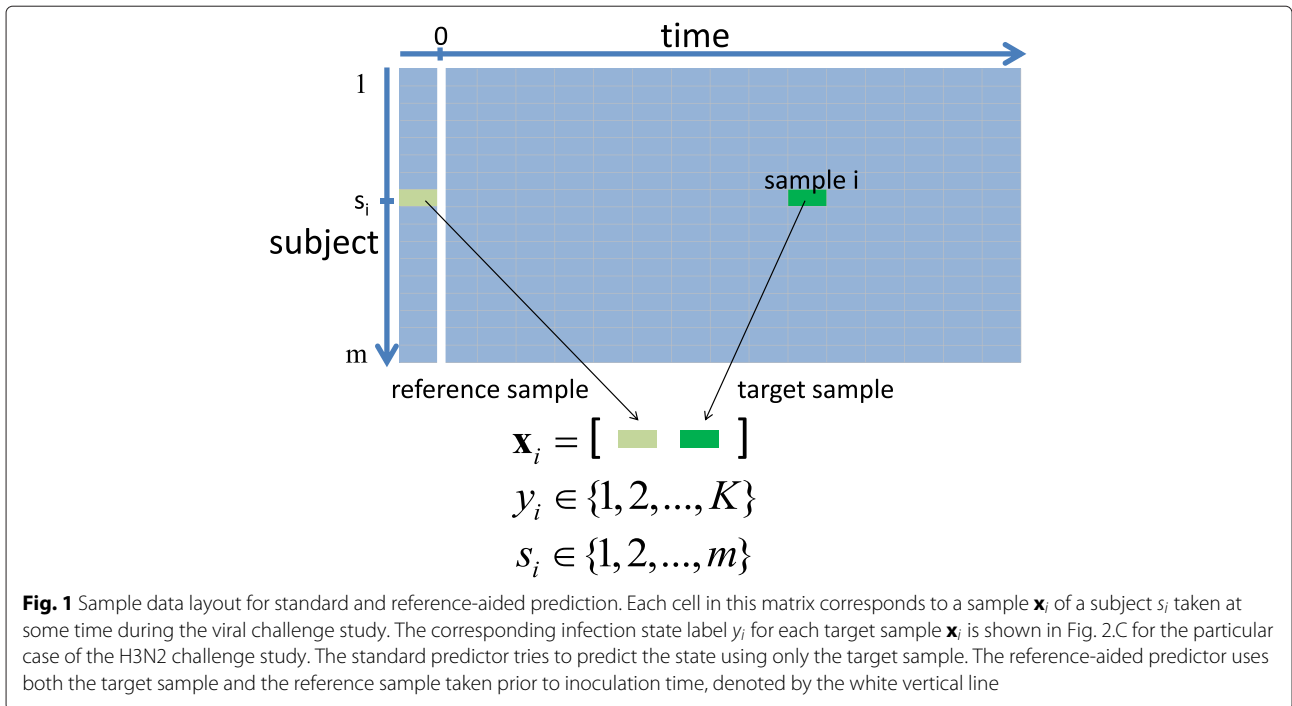 0
time
1
sample i
s_i
subject
m
reference sample
target sample
x_i = [ ]
y_i ∈ {1, 2, ..., K}
s_i ∈ {1, 2, ..., m}
Fig. 1 Sample data layout for standard and reference-aided prediction. Each cell in this matrix corresponds to a sample x_i of a subject s_i taken at
some time during the viral challenge study. The corresponding infection state label y_i for each target sample x_i is shown in Fig. 2.C for the particular
case of the H3N2 challenge study. The standard predictor tries to predict the state using only the target sample. The reference-aided predictor uses
both the target sample and the reference sample taken prior to inoculation time, denoted by the white vertical line